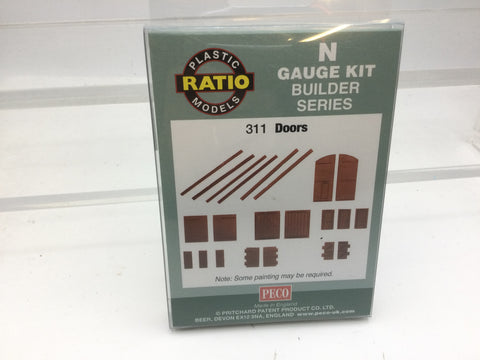 PLASTIC
RATIO
MODELS
N
GAUGE KIT
BUILDER
SERIES
311 Doors
Note: Some painting may be required.
PECO
Made in England
© PRITCHARD PATENT PRODUCT CO. LTD.
BEER, DEVON EX12 3NA, ENGLAND www.peco-uk.com